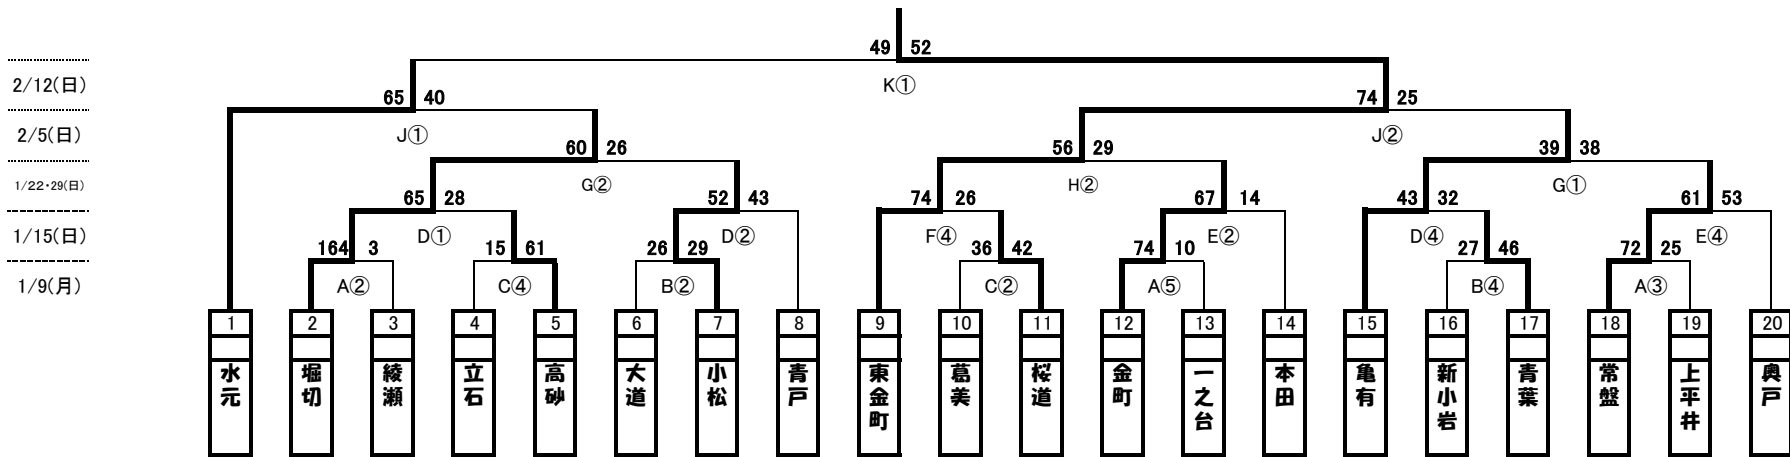 49 52
2/12(日)
K①
65 40 74 25
2/5(日)
J① J②
60 26 56 29 39 38
1/22・29(日)
G② H② G①
65 28 52 43 74 26 67 14 43 32 61 53
1/15(日)
D① D② F④ E② D④ E④
164 3 15 61 26 29 36 42 74 10 27 46 72 25
1/9(月)
A② C④ B② C② A⑤ B④ A③
1 2 3 4 5 6 7 8 9 10 11 12 13 14 15 16 17 18 19 20
水元
堀切
綾瀬
立石
高砂
大道
小松
青戸
東金町
葛美
桜道
金町
一之台
本田
亀有
新小岩
青葉
常盤
上平井
奥戸